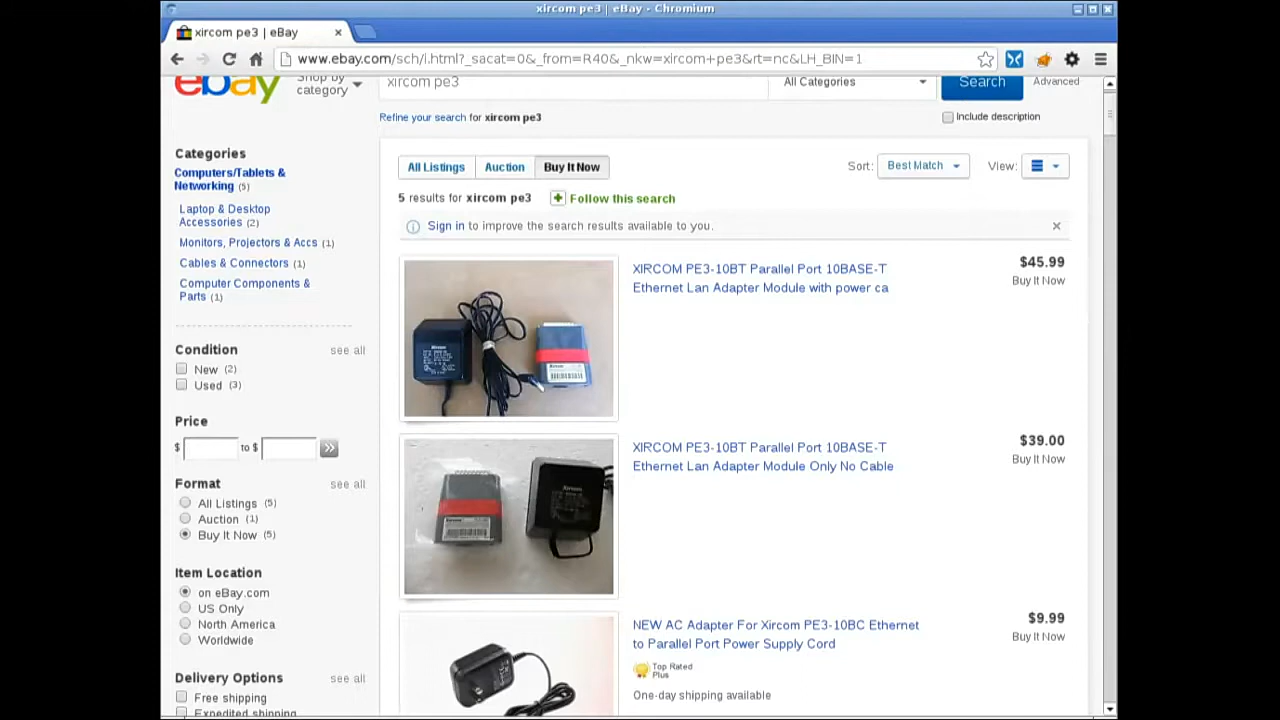 xircom pe3 | eBay - Chromium
xircom pe3 | eBay
www.ebay.com/sch/i.html?_sacat=0&_from=R40&_nkw=xircom+pe3&rt=nc&LH_BIN=1
ebay
Shop by
category
xircom pe3
All Categories
Search
Advanced
Refine your search for xircom pe3
Include description
Categories
Computers/Tablets &
Networking (5)
Laptop & Desktop
Accessories (2)
Monitors, Projectors & Accs (1)
Cables & Connectors (1)
Computer Components &
Parts (1)
Condition
see all
New (2)
Used (3)
Price
$ to $
Format
see all
All Listings (5)
Auction (1)
Buy It Now (5)
Item Location
on eBay.com
US Only
North America
Worldwide
Delivery Options
see all
Free shipping
Expedited shipping
All Listings
Auction
Buy It Now
Sort:
Best Match
View:
5 results for xircom pe3
Follow this search
Sign in to improve the search results available to you.
XIRCOM PE3-10BT Parallel Port 10BASE-T
Ethernet Lan Adapter Module with power ca
$45.99
Buy It Now
XIRCOM PE3-10BT Parallel Port 10BASE-T
Ethernet Lan Adapter Module Only No Cable
$39.00
Buy It Now
NEW AC Adapter For Xircom PE3-10BC Ethernet
to Parallel Port Power Supply Cord
$9.99
Buy It Now
Top Rated
Plus
One-day shipping available